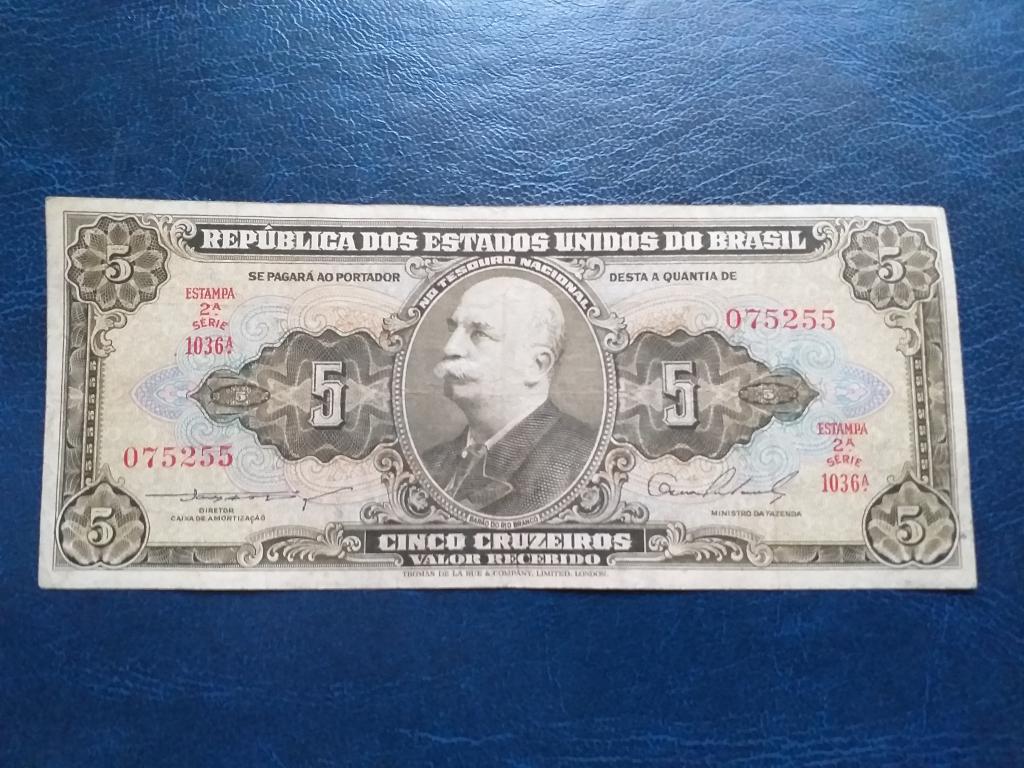 REPÚBLICA DOS ESTADOS UNIDOS DO BRASIL
5
5
SE PAGARÁ AO PORTADOR
NO TESOURO NACIONAL
DESTA A QUANTIA DE
ESTAMPA
2ª
SÉRIE
1036ª
075255
5
5
5
5
075255
ESTAMPA
2ª
SÉRIE
1036ª
DIRETOR
CAIXA DE AMORTIZAÇÃO
MINISTRO DA FAZENDA
BARÃO DO RIO BRANCO
5
5
CINCO CRUZEIROS
VALOR RECEBIDO
THOMAS DE LA RUE & COMPANY, LIMITED, LONDON.